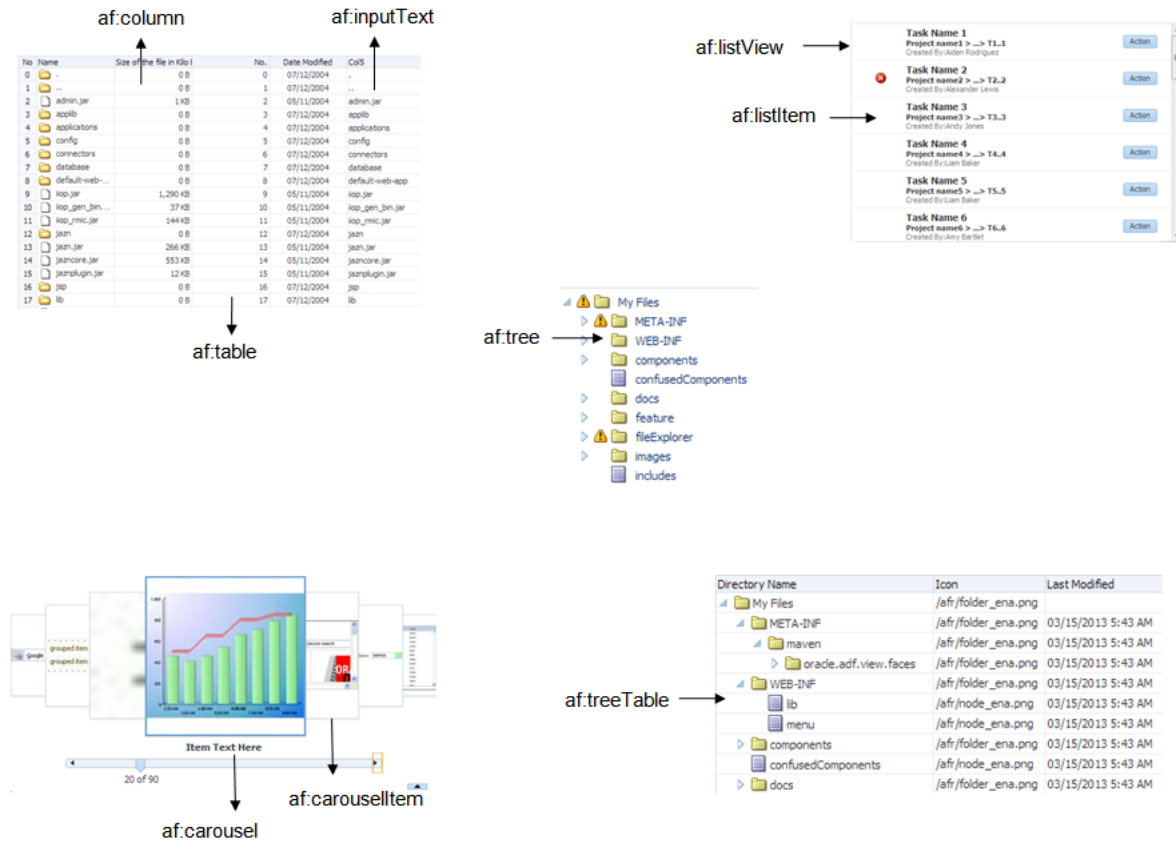 af:column
af:inputText
No Name Size of the file in Kilo No. Date Modified Col5
0 . 0 B 0 07/12/2004 .
1 .. 0 B 1 07/12/2004 ..
2 admin.jar 1 KB 2 05/11/2004 admin.jar
3 applib 0 B 3 07/12/2004 applib
4 applications 0 B 4 07/12/2004 applications
5 config 0 B 5 07/12/2004 config
6 connectors 0 B 6 07/12/2004 connectors
7 database 0 B 7 07/12/2004 database
8 default-web-... 0 B 8 07/12/2004 default-web-app
9 iiop.jar 1,290 KB 9 05/11/2004 iiop.jar
10 iiop_gen_bin.... 37 KB 10 05/11/2004 iiop_gen_bin.jar
11 iiop_rmic.jar 144 KB 11 05/11/2004 iiop_rmic.jar
12 jazn 0 B 12 07/12/2004 jazn
13 jazn.jar 266 KB 13 05/11/2004 jazn.jar
14 jazncore.jar 553 KB 14 05/11/2004 jazncore.jar
15 jaznplugin.jar 12 KB 15 05/11/2004 jaznplugin.jar
16 jsp 0 B 16 07/12/2004 jsp
17 lib 0 B 17 07/12/2004 lib
af:table
af:listView
Task Name 1
Project name1 > ...> T1..1
Created By:Aiden Rodriguez
Action
Task Name 2
Project name2 > ...> T2..2
Created By:Alexander Lewis
Action
af:listItem
Task Name 3
Project name3 > ...> T3..3
Created By:Andy Jones
Action
Task Name 4
Project name4 > ...> T4..4
Created By:Liam Baker
Action
Task Name 5
Project name5 > ...> T5..5
Created By:Liam Baker
Action
Task Name 6
Project name6 > ...> T6..6
Created By:Amy Bartlet
Action
af:tree
My Files
META-INF
WEB-INF
components
confusedComponents
docs
feature
fileExplorer
images
includes
Google
grouped item
grouped item
Item Text Here
20 of 90
af:carouselItem
af:carousel
af:treeTable
Directory Name Icon Last Modified
My Files /afr/folder_ena.png
META-INF /afr/folder_ena.png 03/15/2013 5:43 AM
maven /afr/folder_ena.png 03/15/2013 5:43 AM
oracle.adf.view.faces /afr/folder_ena.png 03/15/2013 5:43 AM
WEB-INF /afr/folder_ena.png 03/15/2013 5:43 AM
lib /afr/node_ena.png 03/15/2013 5:43 AM
menu /afr/node_ena.png 03/15/2013 5:43 AM
components /afr/folder_ena.png 03/15/2013 5:43 AM
confusedComponents /afr/node_ena.png 03/15/2013 5:43 AM
docs /afr/folder_ena.png 03/15/2013 5:43 AM